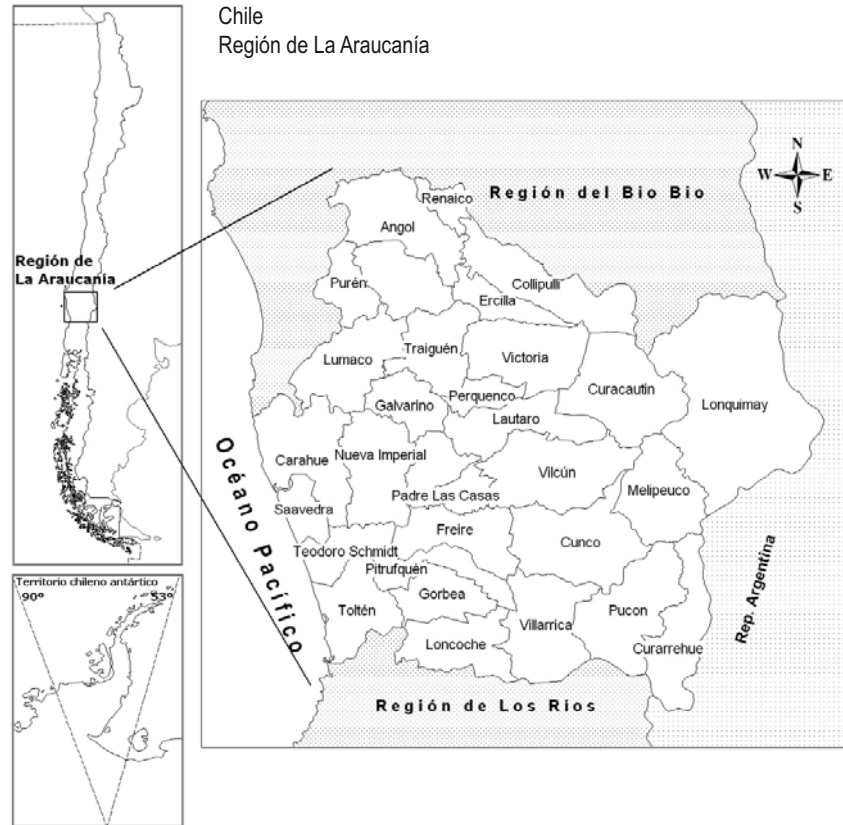 Chile
Región de La Araucanía
Región de
La Araucanía
Territorio chileno antártico
90º 53º
N
W E
S
Región del Bio Bio
Renaico
Angol
Purén
Collipulli
Ercilla
Lumaco
Traiguén
Victoria
Curacautin
Lonquimay
Perquenco
Galvarino
Lautaro
Carahue
Nueva Imperial
Vilcún
Melipeuco
Padre Las Casas
Saavedra
Freire
Cunco
Teodoro Schmidt
Pitrufquén
Gorbea
Toltén
Villarrica
Pucon
Loncoche
Curarrehue
Océano Pacífico
Rep. Argentina
Región de Los Rios